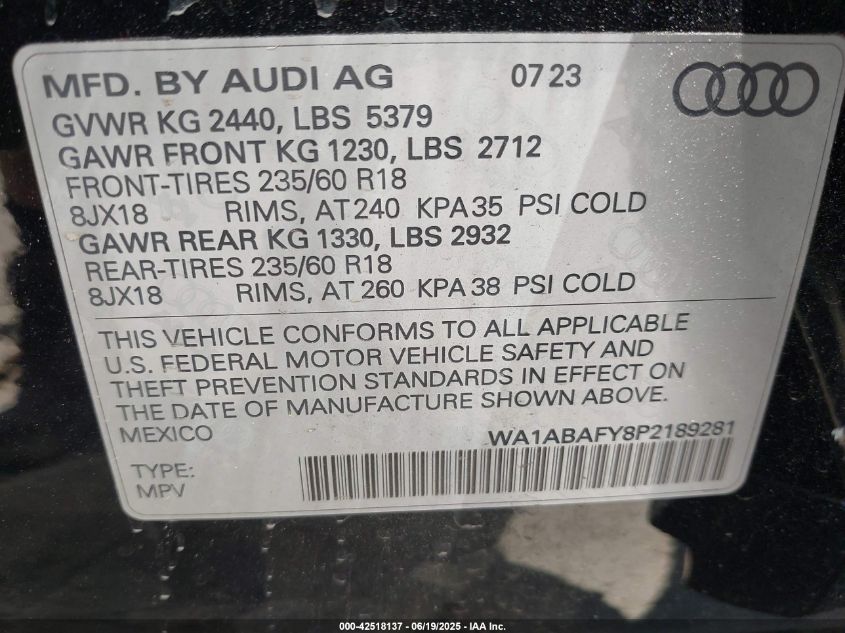 MFD. BY AUDI AG 07 23
GVWR KG 2440, LBS 5379
GAWR FRONT KG 1230, LBS 2712
FRONT-TIRES 235/60 R18
8JX18 RIMS, AT 240 KPA 35 PSI COLD
GAWR REAR KG 1330, LBS 2932
REAR-TIRES 235/60 R18
8JX18 RIMS, AT 260 KPA 38 PSI COLD
THIS VEHICLE CONFORMS TO ALL APPLICABLE
U.S. FEDERAL MOTOR VEHICLE SAFETY AND
THEFT PREVENTION STANDARDS IN EFFECT ON
THE DATE OF MANUFACTURE SHOWN ABOVE.
MEXICO WA1ABAFY8P2189281
TYPE:
MPV
000-42518137 - 06/19/2025 - IAA Inc.